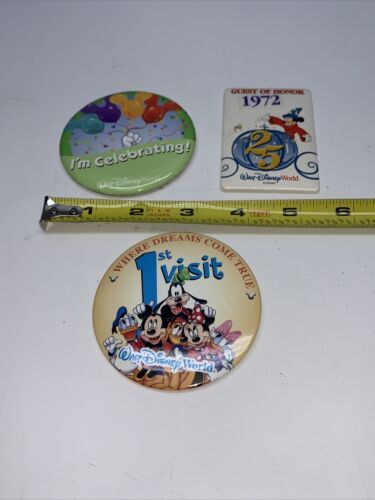 I'm Celebrating!
Walt Disney World
GUEST OF HONOR
1972
25
Walt Disney World
©DISNEY
1 2 3 4 5 6
WHERE DREAMS COME TRUE
1st visit
Walt Disney World